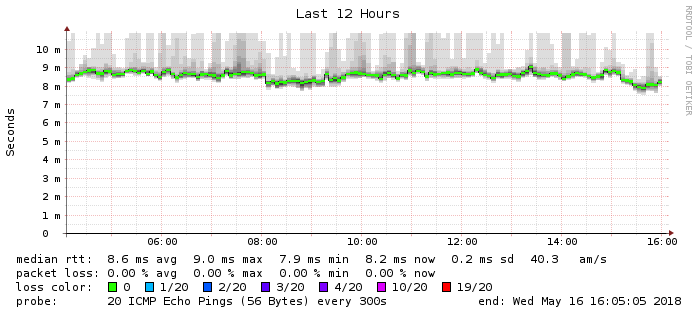 Last 12 Hours
RRDTOOL / TOBI OETIKER
Seconds
10 m
9 m
8 m
7 m
6 m
5 m
4 m
3 m
2 m
1 m
0
06:00 08:00 10:00 12:00 14:00 16:00
median rtt: 8.6 ms avg 9.0 ms max 7.9 ms min 8.2 ms now 0.2 ms sd 40.3 am/s
packet loss: 0.00 % avg 0.00 % max 0.00 % min 0.00 % now
loss color: 0 1/20 2/20 3/20 4/20 10/20 19/20
probe: 20 ICMP Echo Pings (56 Bytes) every 300s end: Wed May 16 16:05:05 2018